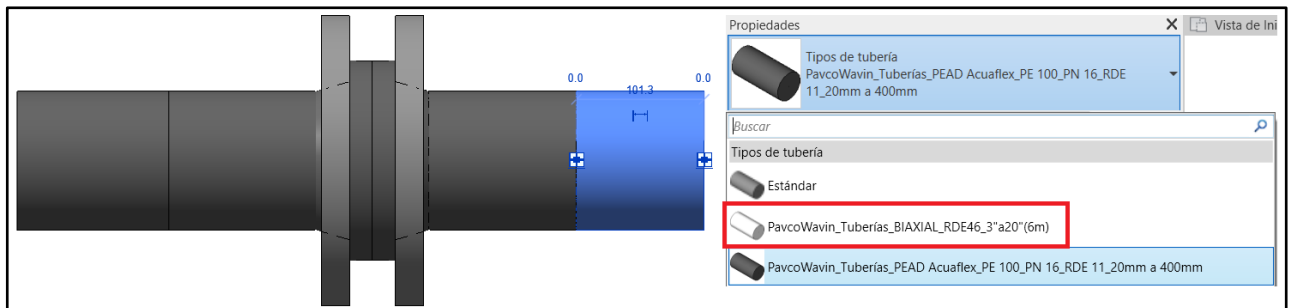 0.0
0.0
101.3
Propiedades
Vista de Ini
Tipos de tubería
PavcoWavin_Tuberías_PEAD Acuaflex_PE 100_PN 16_RDE
11_20mm a 400mm
Buscar
Tipos de tubería
Estándar
PavcoWavin_Tuberías_BIAXIAL_RDE46_3"a20"(6m)
PavcoWavin_Tuberías_PEAD Acuaflex_PE 100_PN 16_RDE 11_20mm a 400mm